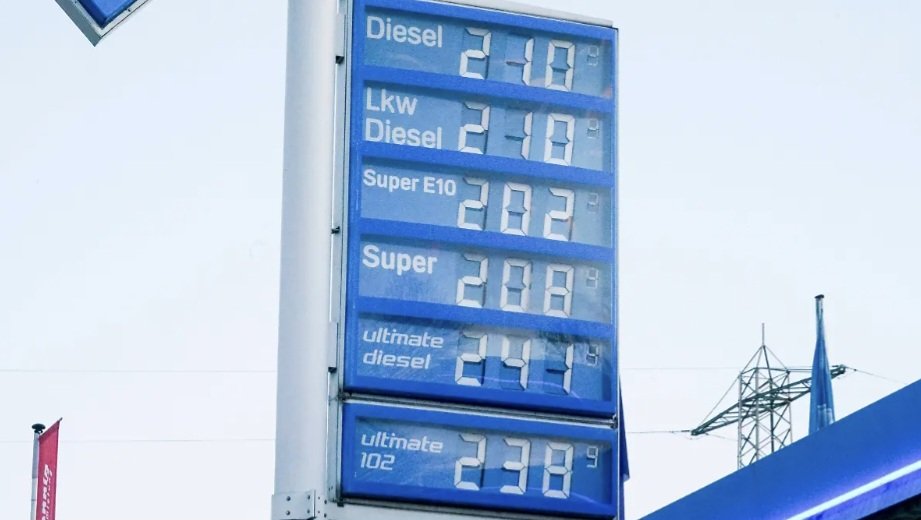 Diesel 2 10 9
Lkw
Diesel 2 10 9
Super E10 2 02 9
Super 2 08 9
ultimate
diesel 2 41 9
ultimate
102 2 38 9